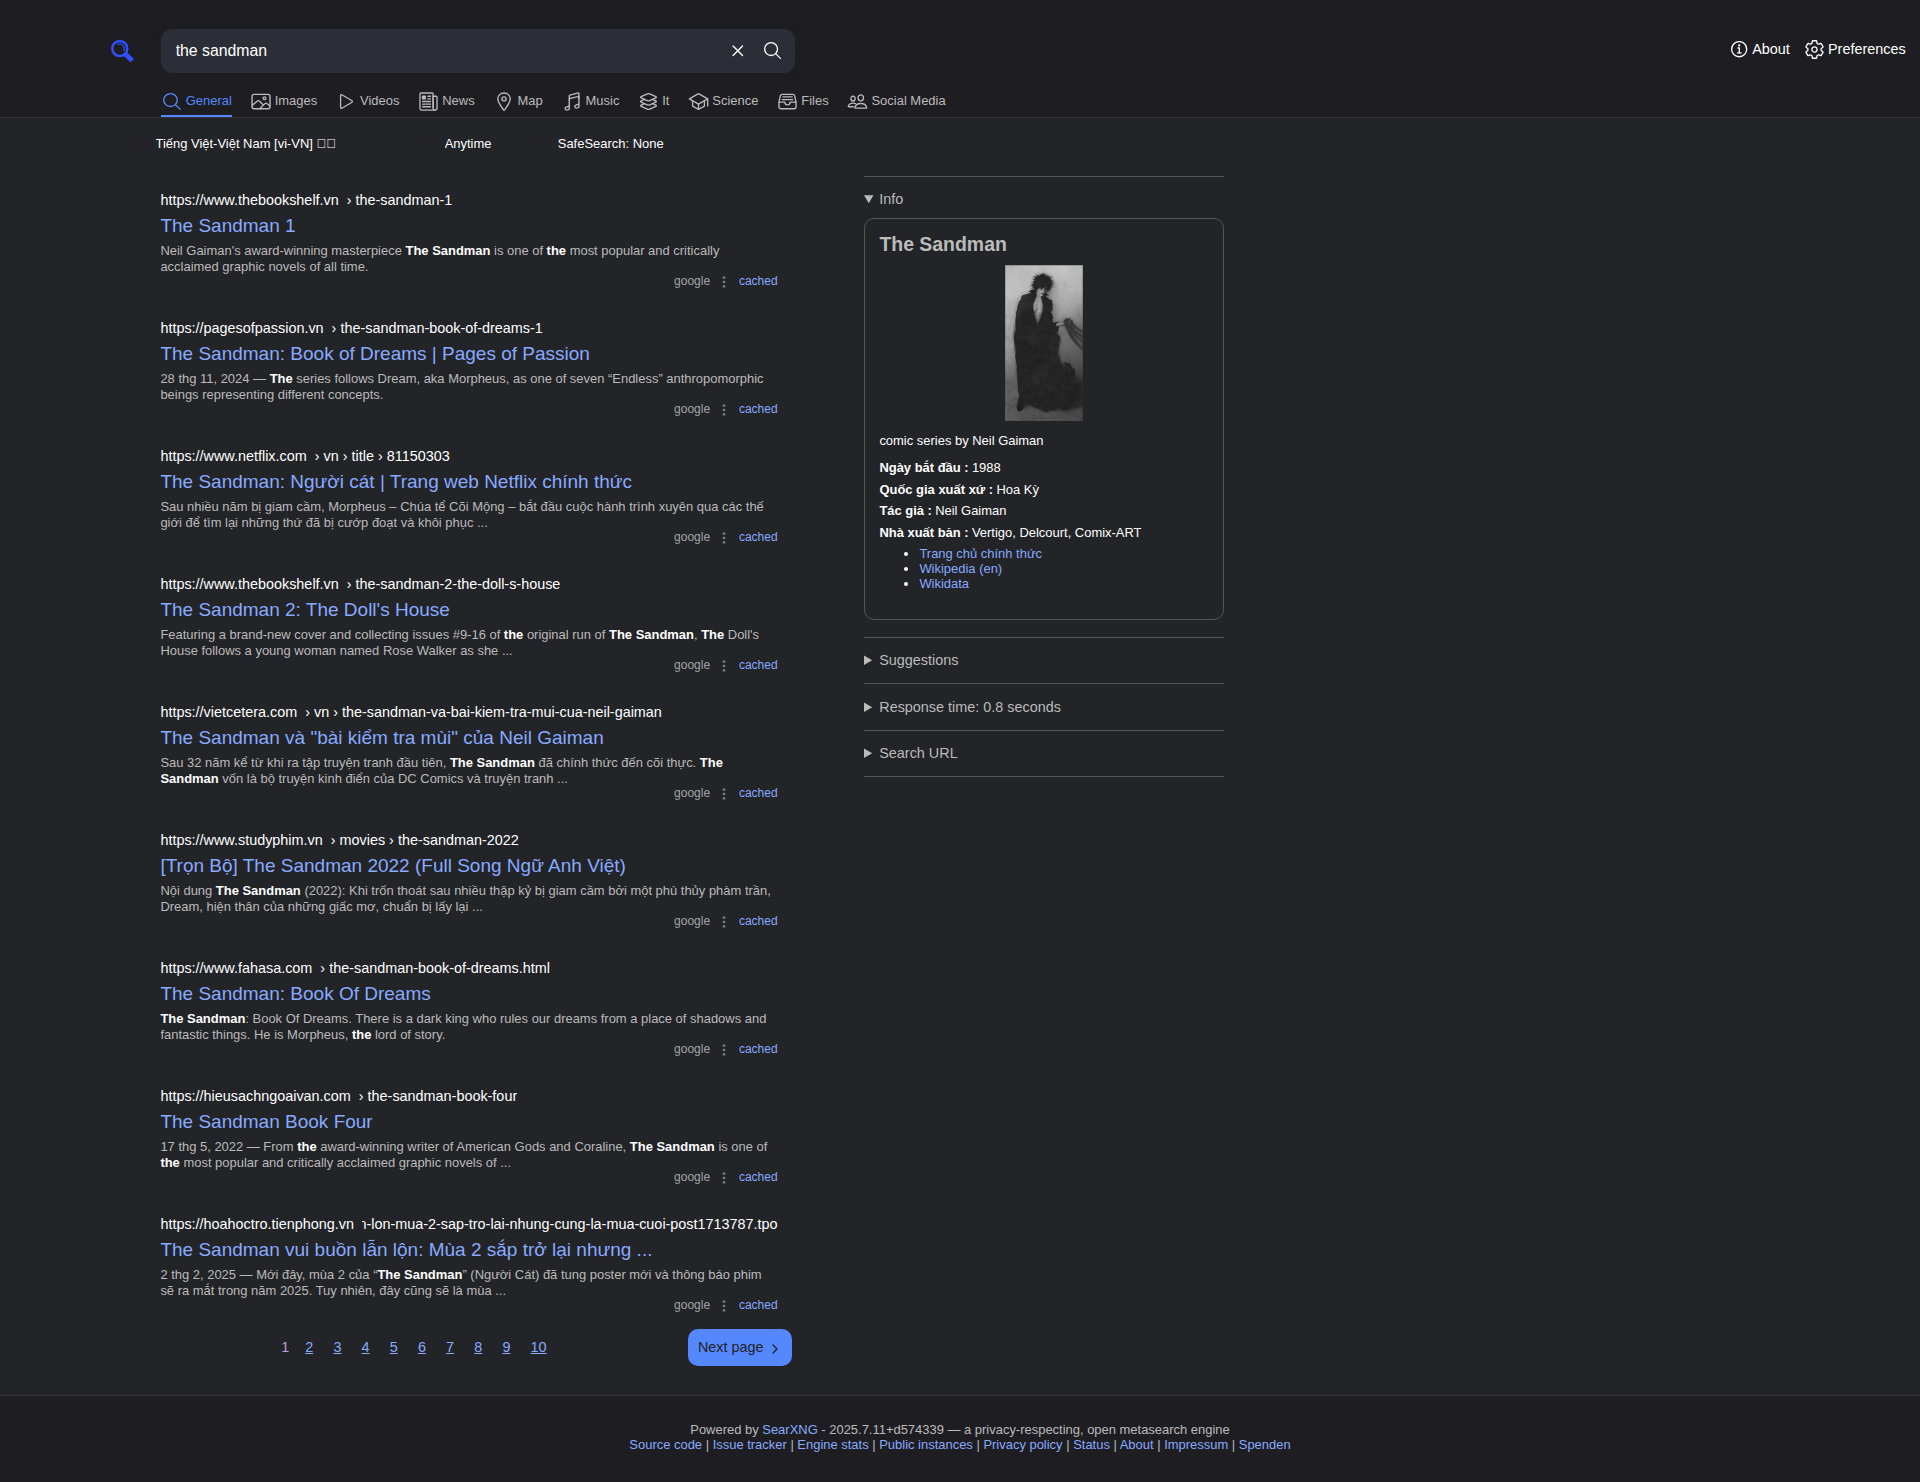 the sandman
About
Preferences
General
Images
Videos
News
Map
Music
It
Science
Files
Social Media
Tiếng Việt-Việt Nam [vi-VN]
Anytime
SafeSearch: None
https://www.thebookshelf.vn › the-sandman-1
The Sandman 1
Neil Gaiman's award-winning masterpiece The Sandman is one of the most popular and critically
acclaimed graphic novels of all time.
google
cached
https://pagesofpassion.vn › the-sandman-book-of-dreams-1
The Sandman: Book of Dreams | Pages of Passion
28 thg 11, 2024 — The series follows Dream, aka Morpheus, as one of seven “Endless” anthropomorphic
beings representing different concepts.
google
cached
https://www.netflix.com › vn › title › 81150303
The Sandman: Người cát | Trang web Netflix chính thức
Sau nhiều năm bị giam cầm, Morpheus – Chúa tể Cõi Mộng – bắt đầu cuộc hành trình xuyên qua các thế
giới để tìm lại những thứ đã bị cướp đoạt và khôi phục ...
google
cached
https://www.thebookshelf.vn › the-sandman-2-the-doll-s-house
The Sandman 2: The Doll's House
Featuring a brand-new cover and collecting issues #9-16 of the original run of The Sandman, The Doll's
House follows a young woman named Rose Walker as she ...
google
cached
https://vietcetera.com › vn › the-sandman-va-bai-kiem-tra-mui-cua-neil-gaiman
The Sandman và "bài kiểm tra mùi" của Neil Gaiman
Sau 32 năm kể từ khi ra tập truyện tranh đầu tiên, The Sandman đã chính thức đến cõi thực. The
Sandman vốn là bộ truyện kinh điển của DC Comics và truyện tranh ...
google
cached
https://www.studyphim.vn › movies › the-sandman-2022
[Trọn Bộ] The Sandman 2022 (Full Song Ngữ Anh Việt)
Nội dung The Sandman (2022): Khi trốn thoát sau nhiều thập kỷ bị giam cầm bởi một phù thủy phàm trần,
Dream, hiện thân của những giấc mơ, chuẩn bị lấy lại ...
google
cached
https://www.fahasa.com › the-sandman-book-of-dreams.html
The Sandman: Book Of Dreams
The Sandman: Book Of Dreams. There is a dark king who rules our dreams from a place of shadows and
fantastic things. He is Morpheus, the lord of story.
google
cached
https://hieusachngoaivan.com › the-sandman-book-four
The Sandman Book Four
17 thg 5, 2022 — From the award-winning writer of American Gods and Coraline, The Sandman is one of
the most popular and critically acclaimed graphic novels of ...
google
cached
https://hoahoctro.tienphong.vn -lon-mua-2-sap-tro-lai-nhung-cung-la-mua-cuoi-post1713787.tpo
The Sandman vui buồn lẫn lộn: Mùa 2 sắp trở lại nhưng ...
2 thg 2, 2025 — Mới đây, mùa 2 của “The Sandman” (Người Cát) đã tung poster mới và thông báo phim
sẽ ra mắt trong năm 2025. Tuy nhiên, đây cũng sẽ là mùa ...
google
cached
1 2 3 4 5 6 7 8 9 10
Next page
Info
The Sandman
comic series by Neil Gaiman
Ngày bắt đầu : 1988
Quốc gia xuất xứ : Hoa Kỳ
Tác giả : Neil Gaiman
Nhà xuất bản : Vertigo, Delcourt, Comix-ART
Trang chủ chính thức
Wikipedia (en)
Wikidata
Suggestions
Response time: 0.8 seconds
Search URL
Powered by SearXNG - 2025.7.11+d574339 — a privacy-respecting, open metasearch engine
Source code | Issue tracker | Engine stats | Public instances | Privacy policy | Status | About | Impressum | Spenden